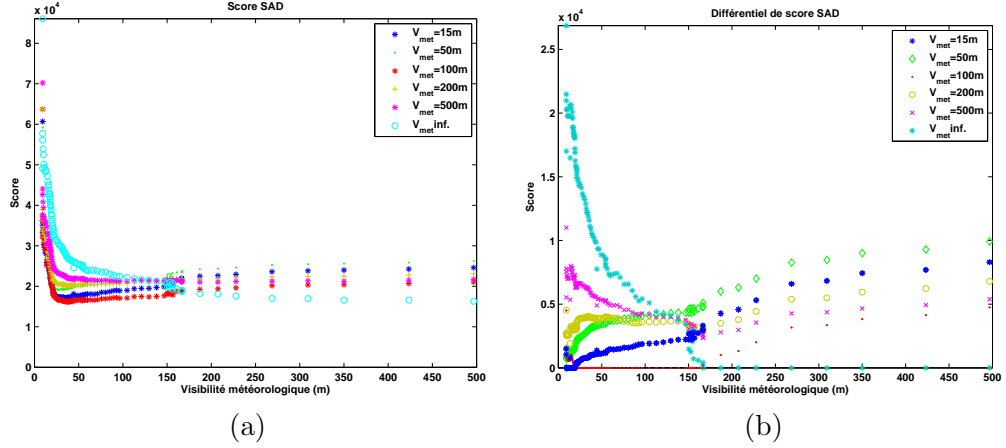 Score SAD
x 10⁴
V_met=15m
V_met=50m
V_met=100m
V_met=200m
V_met=500m
V_met inf.
Score
8
7
6
5
4
3
2
1
0
0 50 100 150 200 250 300 350 400 450 500
Visibilité météorologique (m)
(a)
Différentiel de score SAD
x 10⁴
V_met=15m
V_met=50m
V_met=100m
V_met=200m
V_met=500m
V_met inf.
Score
2.5
2
1.5
1
0.5
0
0 50 100 150 200 250 300 350 400 450 500
Visibilité météorologique (m)
(b)